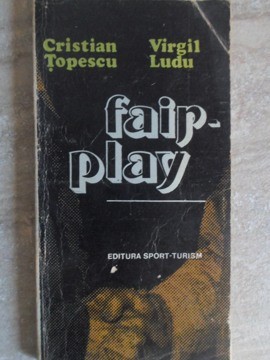 Cristian Virgil
Țopescu Ludu
fair-
play
EDITURA SPORT-TURISM